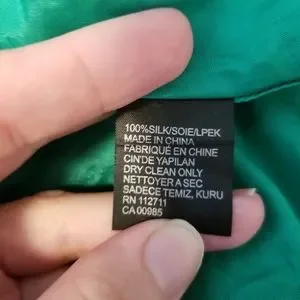 100%SILK/SOIE/LPEK
MADE IN CHINA
FABRIQUÉ EN CHINE
CIN'DE YAPILAN
DRY CLEAN ONLY
NETTOYER A SEC
SADECE TEMIZ, KURU
RN 112711
CA 00985